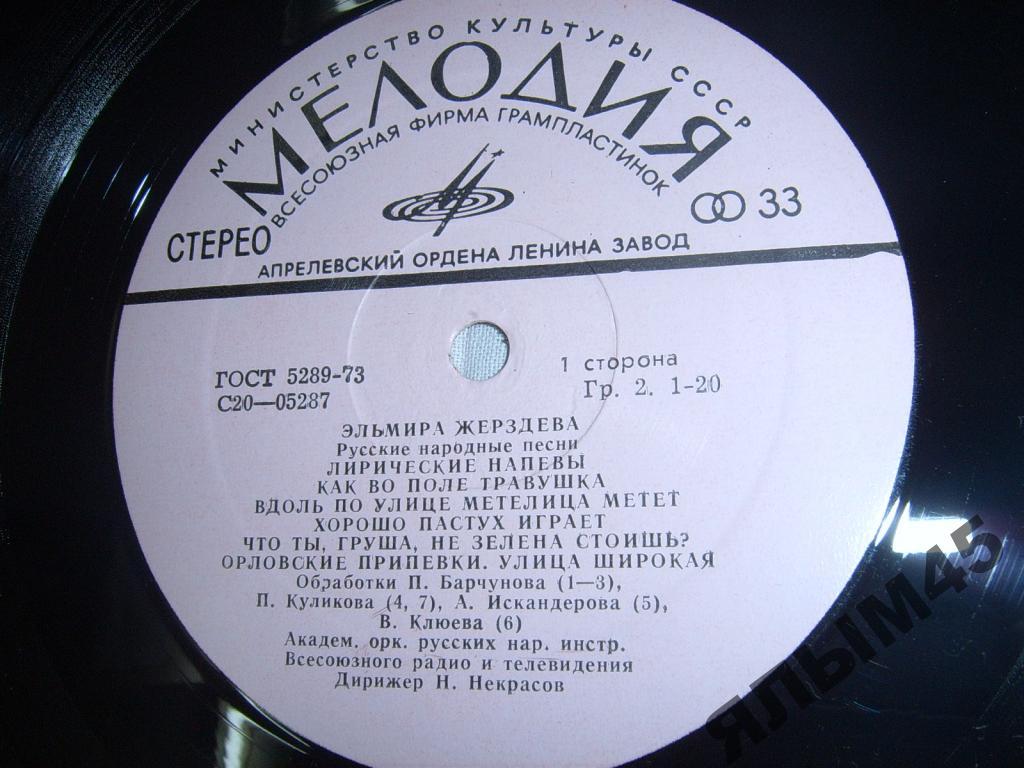 МИНИСТЕРСТВО КУЛЬТУРЫ СССР
МЕЛОДИЯ
ВСЕСОЮЗНАЯ ФИРМА ГРАМПЛАСТИНОК
СТЕРЕО
33
АПРЕЛЕВСКИЙ ОРДЕНА ЛЕНИНА ЗАВОД
ГОСТ 5289-73
1 сторона
С20—05287
Гр. 2. 1-20
ЭЛЬМИРА ЖЕРЗДЕВА
Русские народные песни
ЛИРИЧЕСКИЕ НАПЕВЫ
КАК ВО ПОЛЕ ТРАВУШКА
ВДОЛЬ ПО УЛИЦЕ МЕТЕЛИЦА МЕТЕТ
ХОРОШО ПАСТУХ ИГРАЕТ
ЧТО ТЫ, ГРУША, НЕ ЗЕЛЕНА СТОИШЬ?
ОРЛОВСКИЕ ПРИПЕВКИ. УЛИЦА ШИРОКАЯ
Обработки П. Барчунова (1—3),
П. Куликова (4, 7), А. Искандерова (5),
В. Клюева (6)
Академ. орк. русских нар. инстр.
Всесоюзного радио и телевидения
Дирижер Н. Некрасов
ЯЛЫМ45